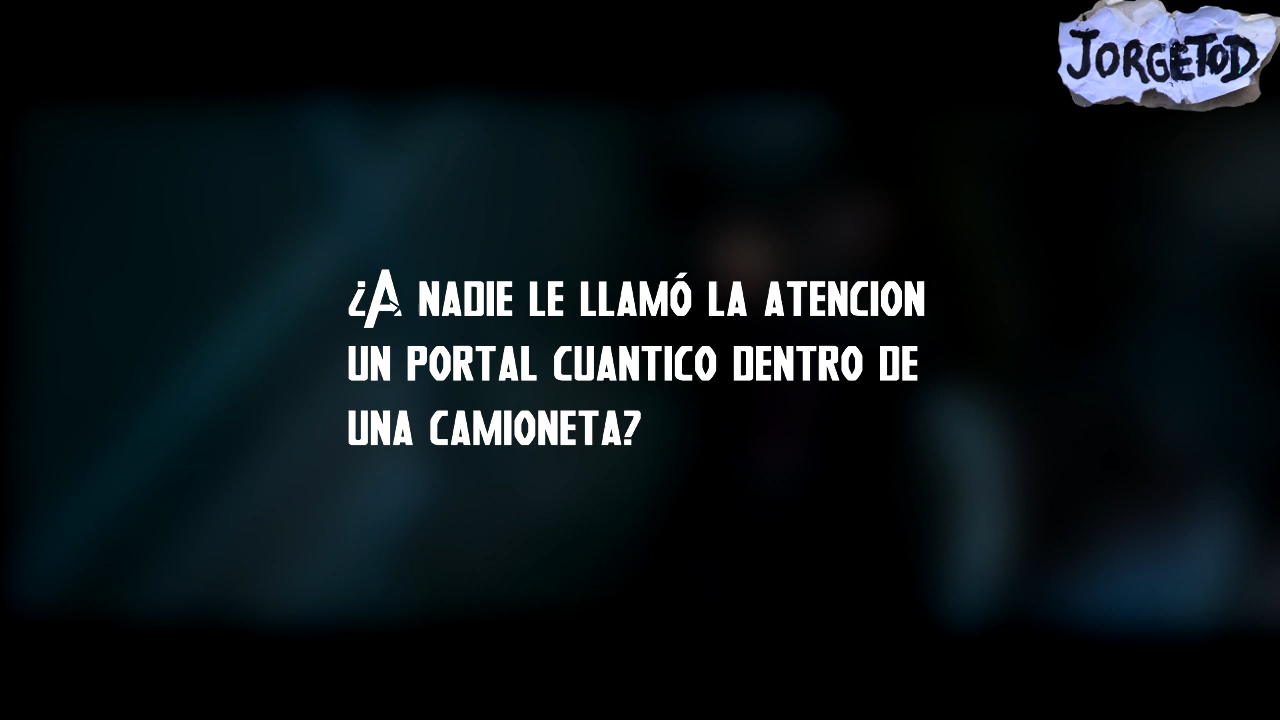 JORGETOD
¿A NADIE LE LLAMÓ LA ATENCION
UN PORTAL CUANTICO DENTRO DE
UNA CAMIONETA?